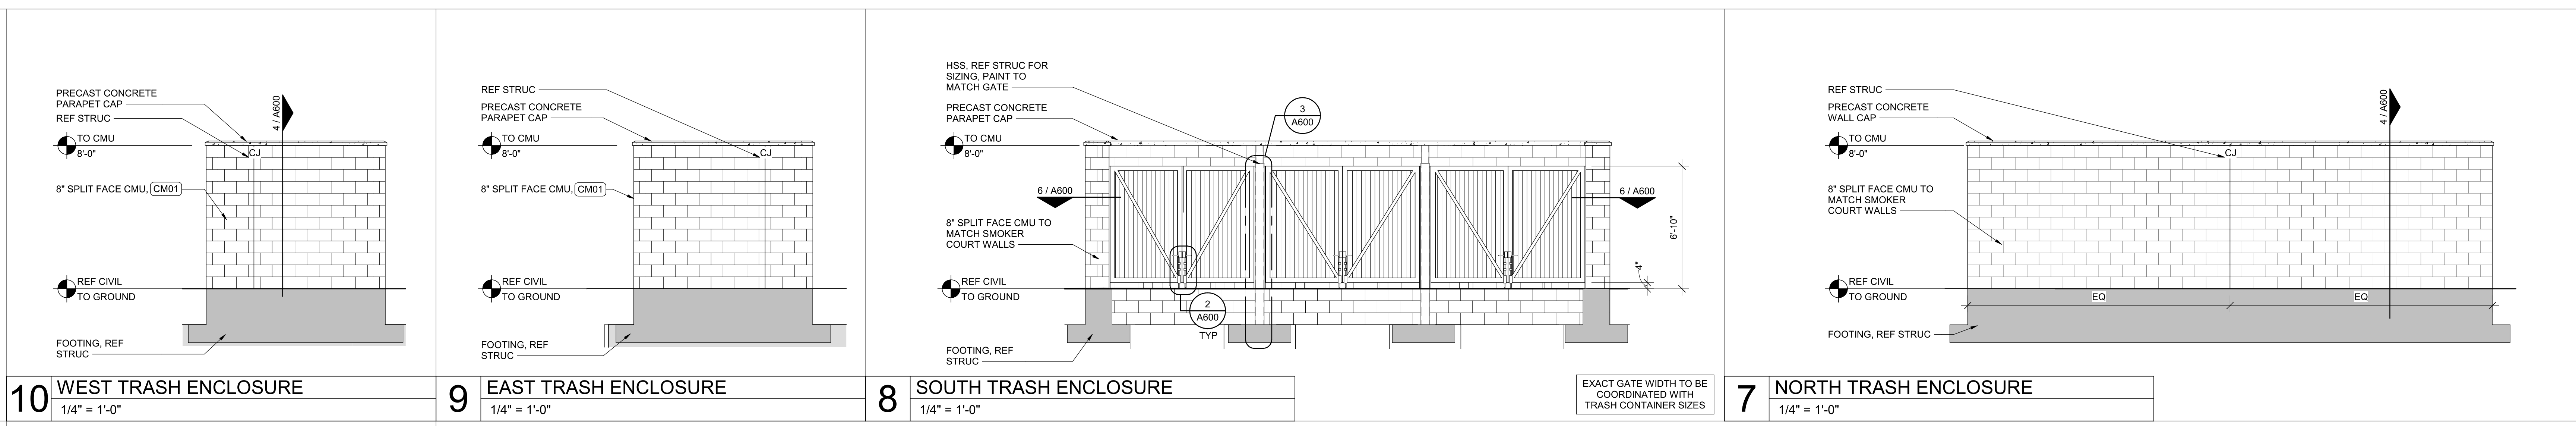 PRECAST CONCRETE
PARAPET CAP
REF STRUC
TO CMU
8'-0"
CJ
4 / A600
8" SPLIT FACE CMU, CM01
REF CIVIL
TO GROUND
FOOTING, REF
STRUC
10 WEST TRASH ENCLOSURE
1/4" = 1'-0"
REF STRUC
PRECAST CONCRETE
PARAPET CAP
TO CMU
8'-0"
CJ
8" SPLIT FACE CMU, CM01
REF CIVIL
TO GROUND
FOOTING, REF
STRUC
9 EAST TRASH ENCLOSURE
1/4" = 1'-0"
HSS, REF STRUC FOR
SIZING, PAINT TO
MATCH GATE
PRECAST CONCRETE
PARAPET CAP
3
A600
TO CMU
8'-0"
6 / A600
6 / A600
8" SPLIT FACE CMU TO
MATCH SMOKER
COURT WALLS
6'-10"
4"
REF CIVIL
TO GROUND
2
A600
TYP
FOOTING, REF
STRUC
EXACT GATE WIDTH TO BE
COORDINATED WITH
TRASH CONTAINER SIZES
8 SOUTH TRASH ENCLOSURE
1/4" = 1'-0"
REF STRUC
PRECAST CONCRETE
WALL CAP
4 / A600
TO CMU
8'-0"
CJ
8" SPLIT FACE CMU TO
MATCH SMOKER
COURT WALLS
REF CIVIL
TO GROUND
EQ
EQ
FOOTING, REF STRUC
7 NORTH TRASH ENCLOSURE
1/4" = 1'-0"